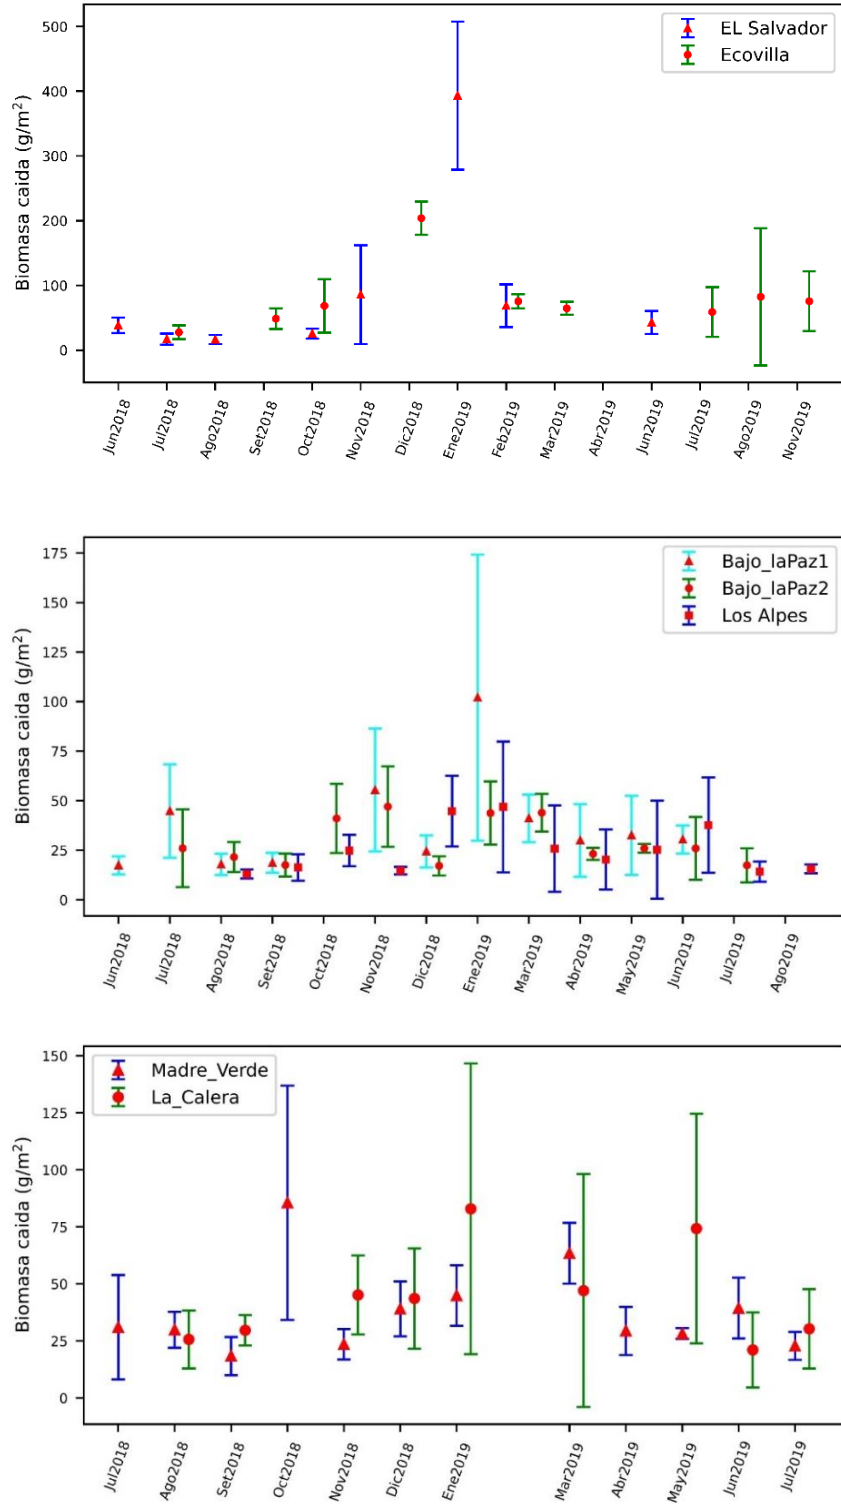 500
400
300
200
100
0
Biomasa caida (g/m²)
EL Salvador
Ecovilla
Jun2018
Jul2018
Ago2018
Set2018
Oct2018
Nov2018
Dic2018
Ene2019
Feb2019
Mar2019
Abr2019
Jun2019
Jul2019
Ago2019
Nov2019
175
150
125
100
75
50
25
0
Biomasa caida (g/m²)
Bajo_laPaz1
Bajo_laPaz2
Los Alpes
Jun2018
Jul2018
Ago2018
Set2018
Oct2018
Nov2018
Dic2018
Ene2019
Mar2019
Abr2019
May2019
Jun2019
Jul2019
Ago2019
150
125
100
75
50
25
0
Biomasa caida (g/m²)
Madre_Verde
La_Calera
Jul2018
Ago2018
Set2018
Oct2018
Nov2018
Dic2018
Ene2019
Mar2019
Abr2019
May2019
Jun2019
Jul2019